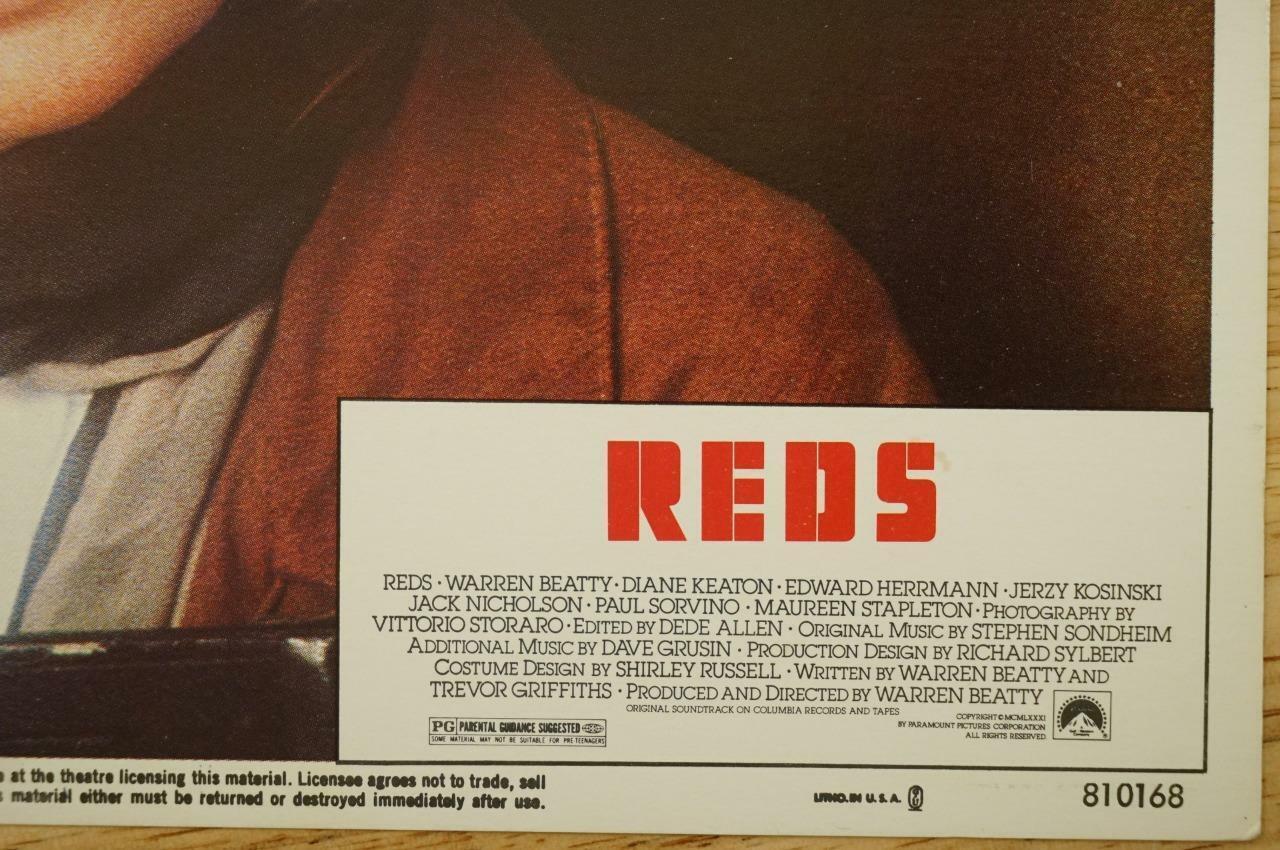 REDS
REDS · WARREN BEATTY · DIANE KEATON · EDWARD HERRMANN · JERZY KOSINSKI
JACK NICHOLSON · PAUL SORVINO · MAUREEN STAPLETON · PHOTOGRAPHY BY
VITTORIO STORARO · EDITED BY DEDE ALLEN · ORIGINAL MUSIC BY STEPHEN SONDHEIM
ADDITIONAL MUSIC BY DAVE GRUSIN · PRODUCTION DESIGN BY RICHARD SYLBERT
COSTUME DESIGN BY SHIRLEY RUSSELL · WRITTEN BY WARREN BEATTY AND
TREVOR GRIFFITHS · PRODUCED AND DIRECTED BY WARREN BEATTY
ORIGINAL SOUNDTRACK ON COLUMBIA RECORDS AND TAPES
PG PARENTAL GUIDANCE SUGGESTED
SOME MATERIAL MAY NOT BE SUITABLE FOR PRE-TEENAGERS
COPYRIGHT © MCMLXXXI
BY PARAMOUNT PICTURES CORPORATION
ALL RIGHTS RESERVED.
at the theatre licensing this material. Licensee agrees not to trade, sell
material either must be returned or destroyed immediately after use.
LITHO. IN U.S.A.
810168